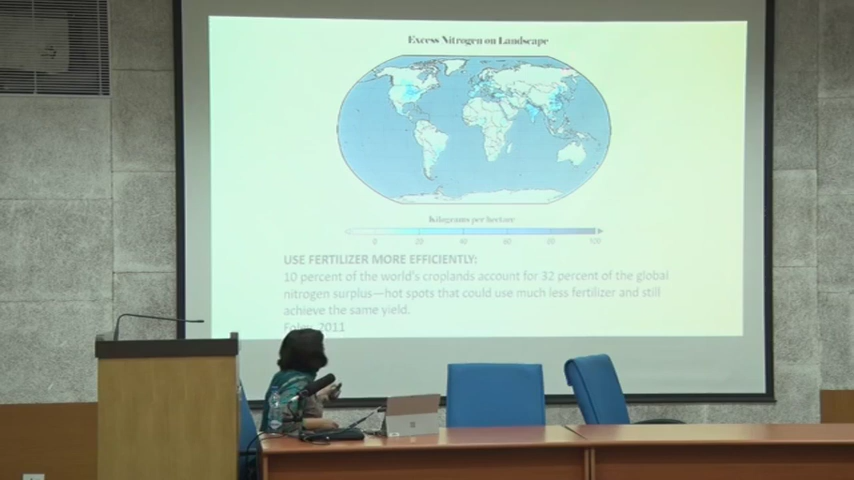 Excess Nitrogen on Landscape
Kilograms per hectare
0 20 40 60 80 100
USE FERTILIZER MORE EFFICIENTLY:
10 percent of the world's croplands account for 32 percent of the global
nitrogen surplus—hot spots that could use much less fertilizer and still
achieve the same yield.
2011